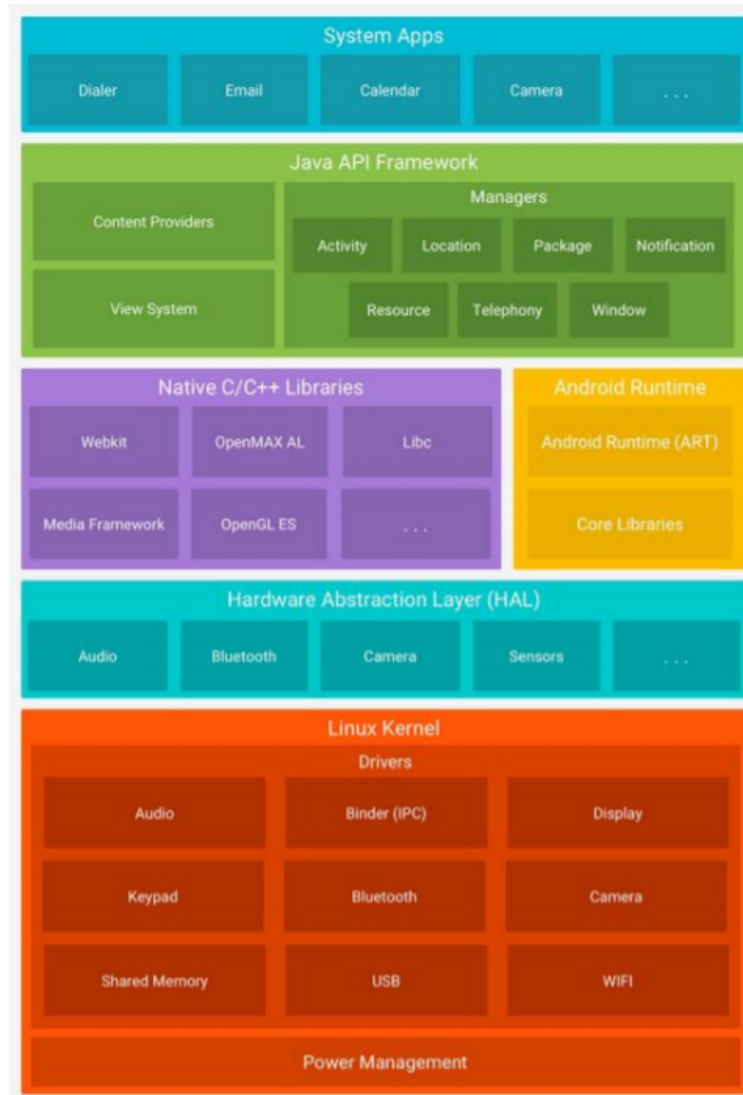 System Apps
Dialer
Email
Calendar
Camera
. . .
Java API Framework
Content Providers
View System
Managers
Activity
Location
Package
Notification
Resource
Telephony
Window
Native C/C++ Libraries
Webkit
OpenMAX AL
Libc
Media Framework
OpenGL ES
. . .
Android Runtime
Android Runtime (ART)
Core Libraries
Hardware Abstraction Layer (HAL)
Audio
Bluetooth
Camera
Sensors
. . .
Linux Kernel
Drivers
Audio
Binder (IPC)
Display
Keypad
Bluetooth
Camera
Shared Memory
USB
WIFI
Power Management